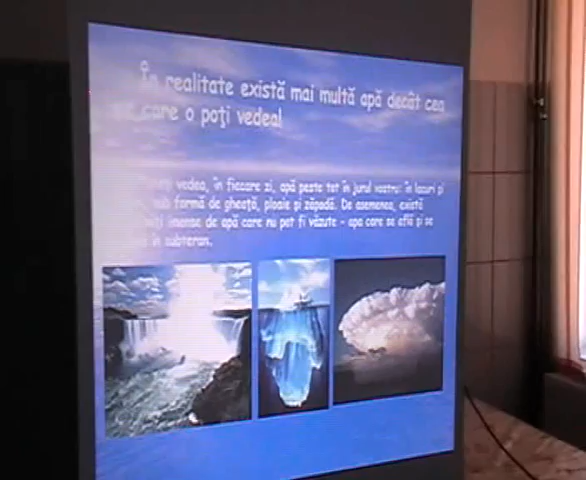 În realitate există mai multă apă decât cea
care o poţi vedea!
vedea, în fiecare zi, apă peste tot în jurul vostru: în lacuri şi
sub formă de gheaţă, ploaie şi zăpadă. De asemenea, există
imense de apă care nu pot fi văzute – apa care se află şi se
în subteran.